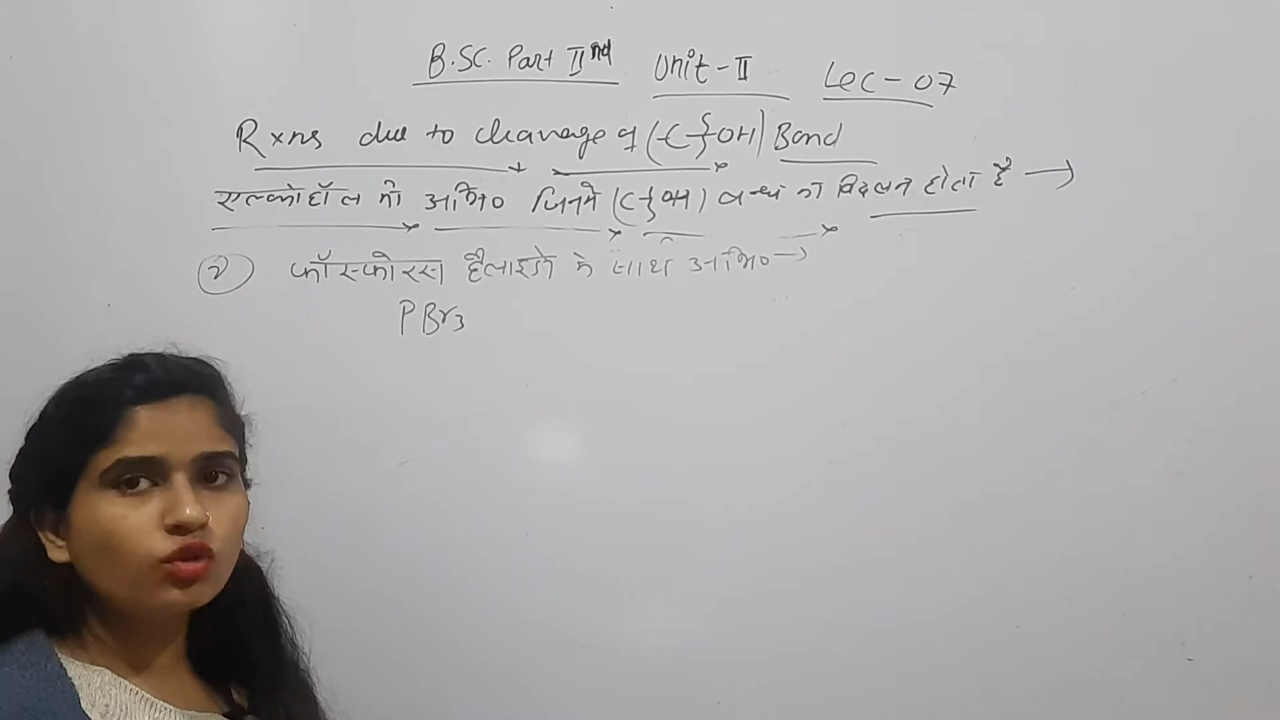 B.SC. Part IInd Unit-II Lec-07
Rxns due to cleavage of (-C-}OH) Bond
एल्कोहॉल की अभि० जिनमें (C-}OH) बन्ध का विदलन होता है →
(2) फॉस्फोरस हैलाइडो के साथ अभि० →
PBr3